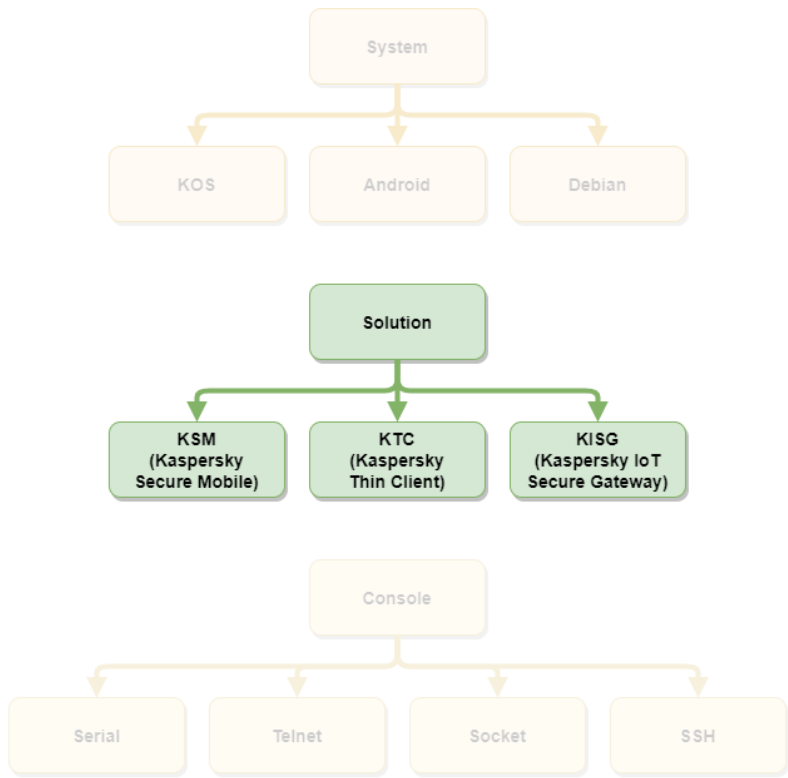 System
KOS
Android
Debian
Solution
KSM
(Kaspersky
Secure Mobile)
KTC
(Kaspersky
Thin Client)
KISG
(Kaspersky IoT
Secure Gateway)
Console
Serial
Telnet
Socket
SSH